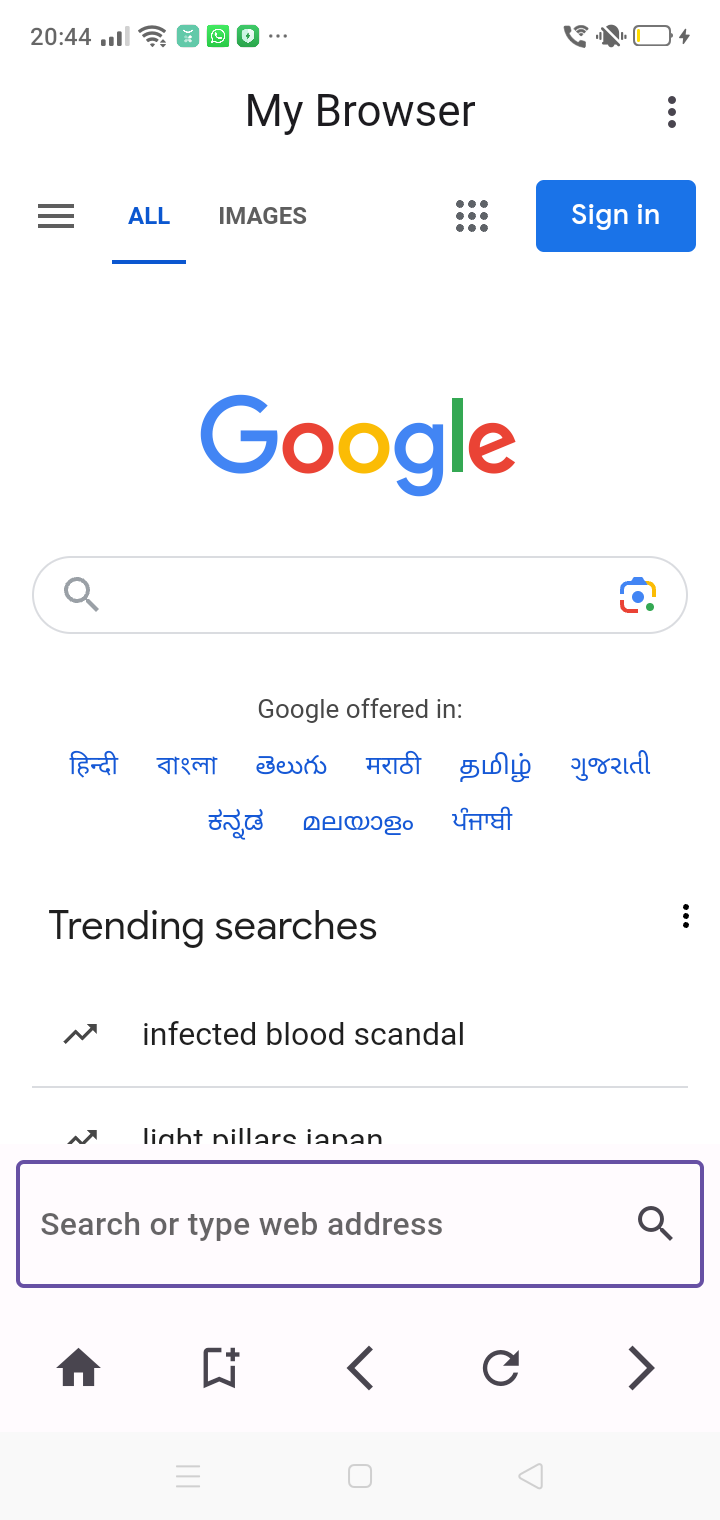 20:44
My Browser
ALL IMAGES Sign in
Google
Google offered in:
हिन्दी বাংলা తెలుగు मराठी தமிழ் ગુજરાતી
ಕನ್ನಡ മലയാളം ਪੰਜਾਬੀ
Trending searches
infected blood scandal
light pillars japan
Search or type web address